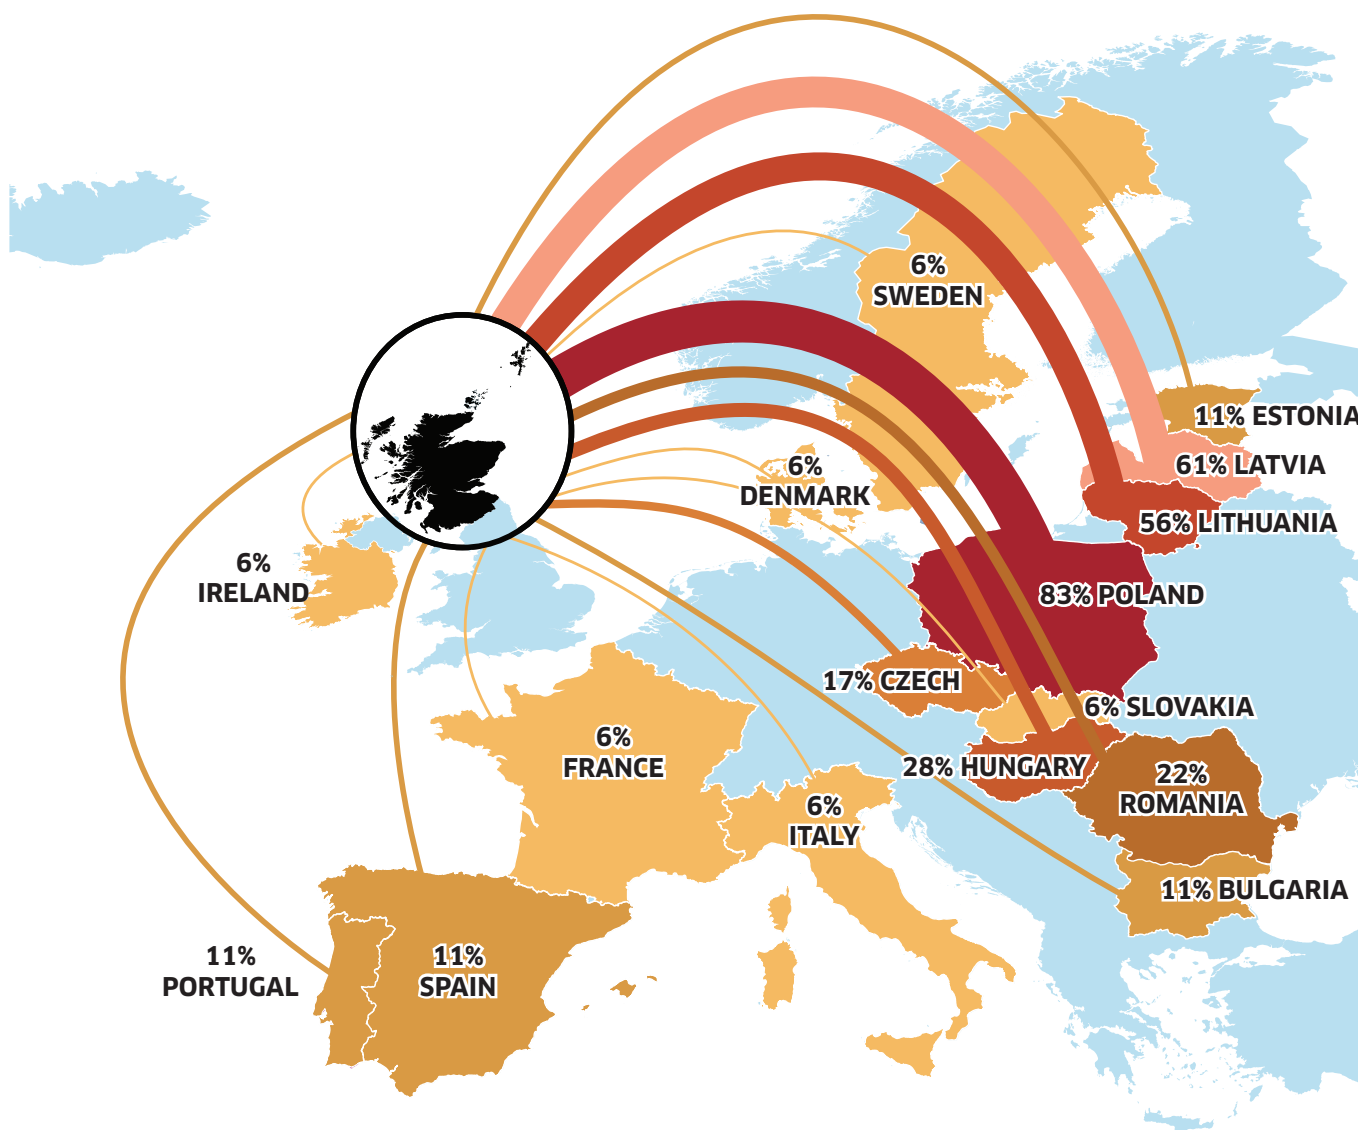 6%
SWEDEN
11% ESTONIA
61% LATVIA
6%
DENMARK
56% LITHUANIA
6%
IRELAND
83% POLAND
17% CZECH
6% SLOVAKIA
6%
FRANCE
28% HUNGARY
22%
ROMANIA
6%
ITALY
11% BULGARIA
11%
PORTUGAL
11%
SPAIN